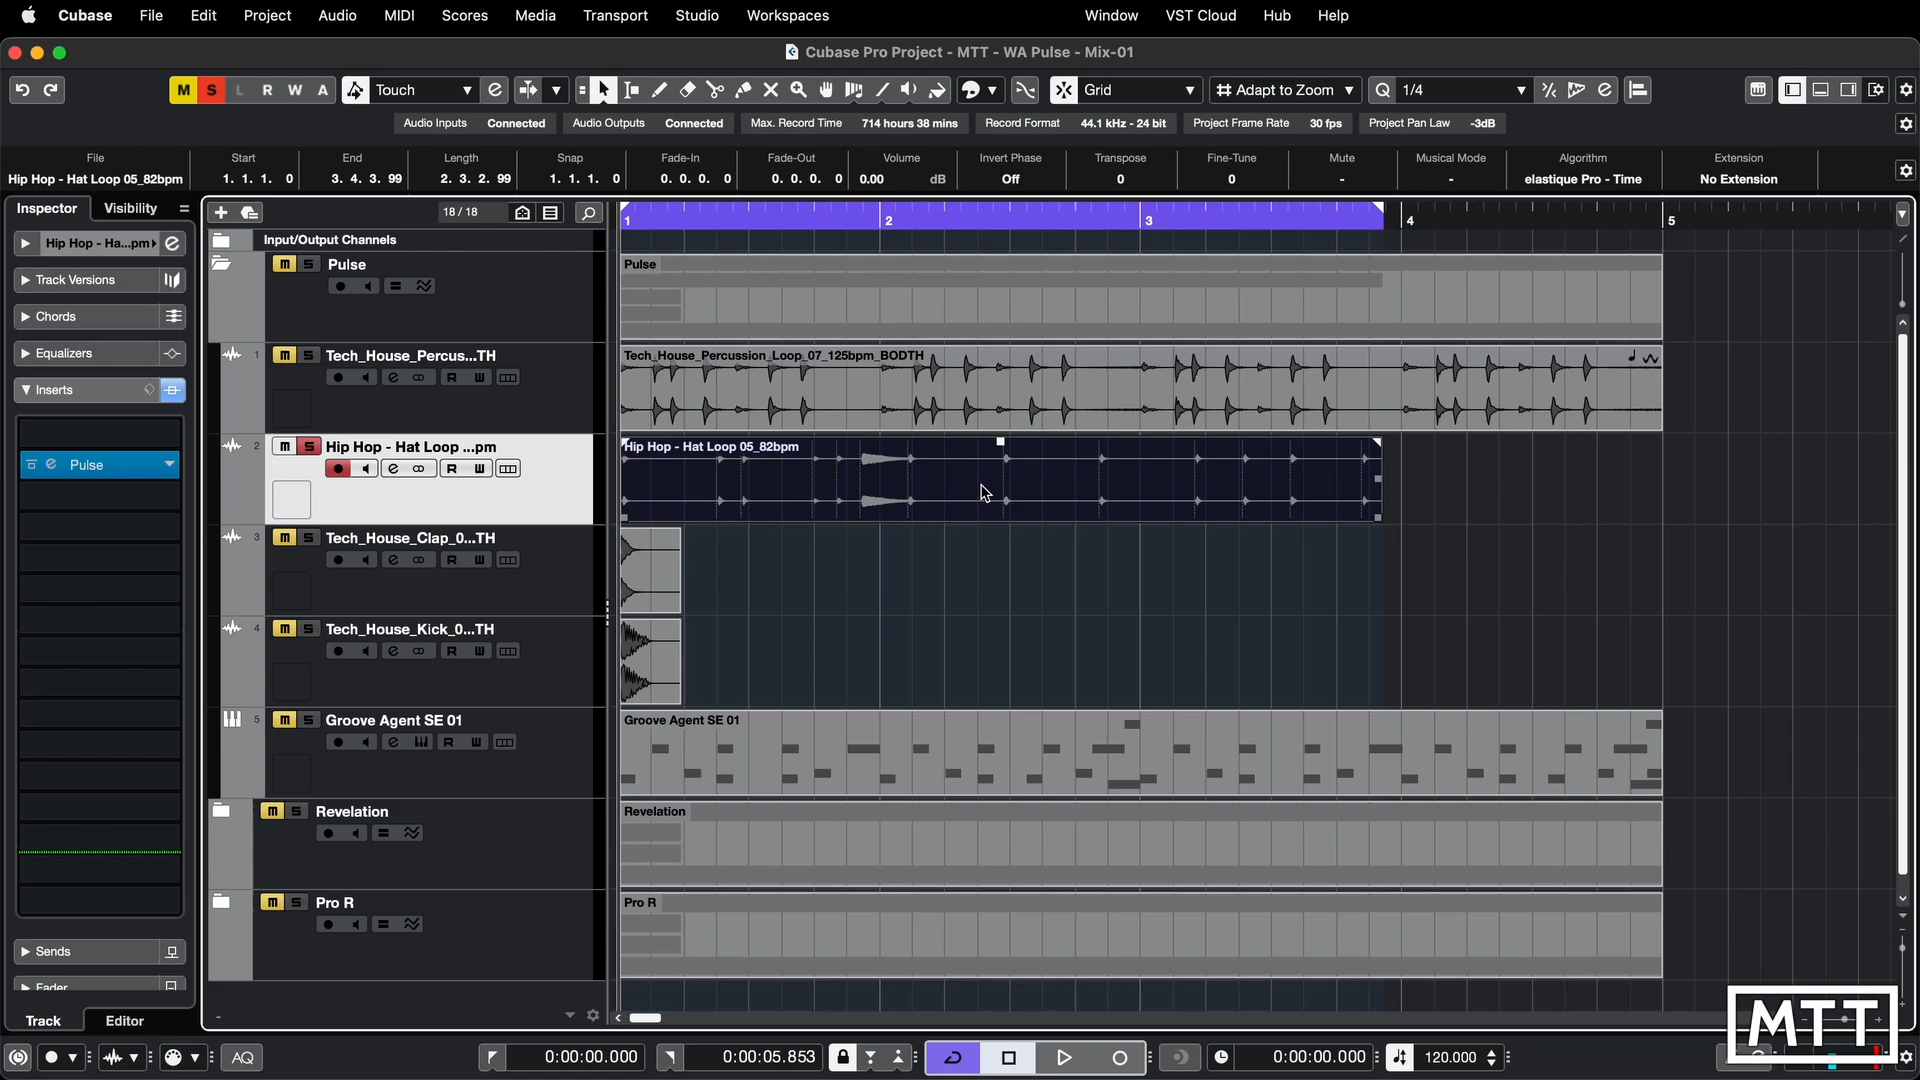 Cubase File Edit Project Audio MIDI Scores Media Transport Studio Workspaces Window VST Cloud Hub Help
Cubase Pro Project - MTT - WA Pulse - Mix-01
M S L R W A Touch Grid Adapt to Zoom 1/4
Audio Inputs Connected Audio Outputs Connected Max. Record Time 714 hours 38 mins Record Format 44.1 kHz - 24 bit Project Frame Rate 30 fps Project Pan Law -3dB
File Start End Length Snap Fade-In Fade-Out Volume Invert Phase Transpose Fine-Tune Mute Musical Mode Algorithm Extension
Hip Hop - Hat Loop 05_82bpm 1. 1. 1. 0 3. 4. 3. 99 2. 3. 2. 99 1. 1. 1. 0 0. 0. 0. 0 0. 0. 0. 0 0.00 dB Off 0 0 - - elastique Pro - Time No Extension
Inspector Visibility 18 / 18
1 2 3 4 5
Hip Hop - Ha...pm
Input/Output Channels
M S Pulse
Pulse
Track Versions
Chords
Equalizers
Inserts
Pulse
1 M S Tech_House_Percus...TH
R W
Tech_House_Percussion_Loop_07_125bpm_BODTH
2 M S Hip Hop - Hat Loop ...pm
R W
Hip Hop - Hat Loop 05_82bpm
3 M S Tech_House_Clap_0...TH
R W
4 M S Tech_House_Kick_0...TH
R W
5 M S Groove Agent SE 01
R W
Groove Agent SE 01
M S Revelation
Revelation
M S Pro R
Pro R
Sends
Fader
Track Editor
MTT
AQ 0:00:00.000 0:00:05.853 0:00:00.000 120.000